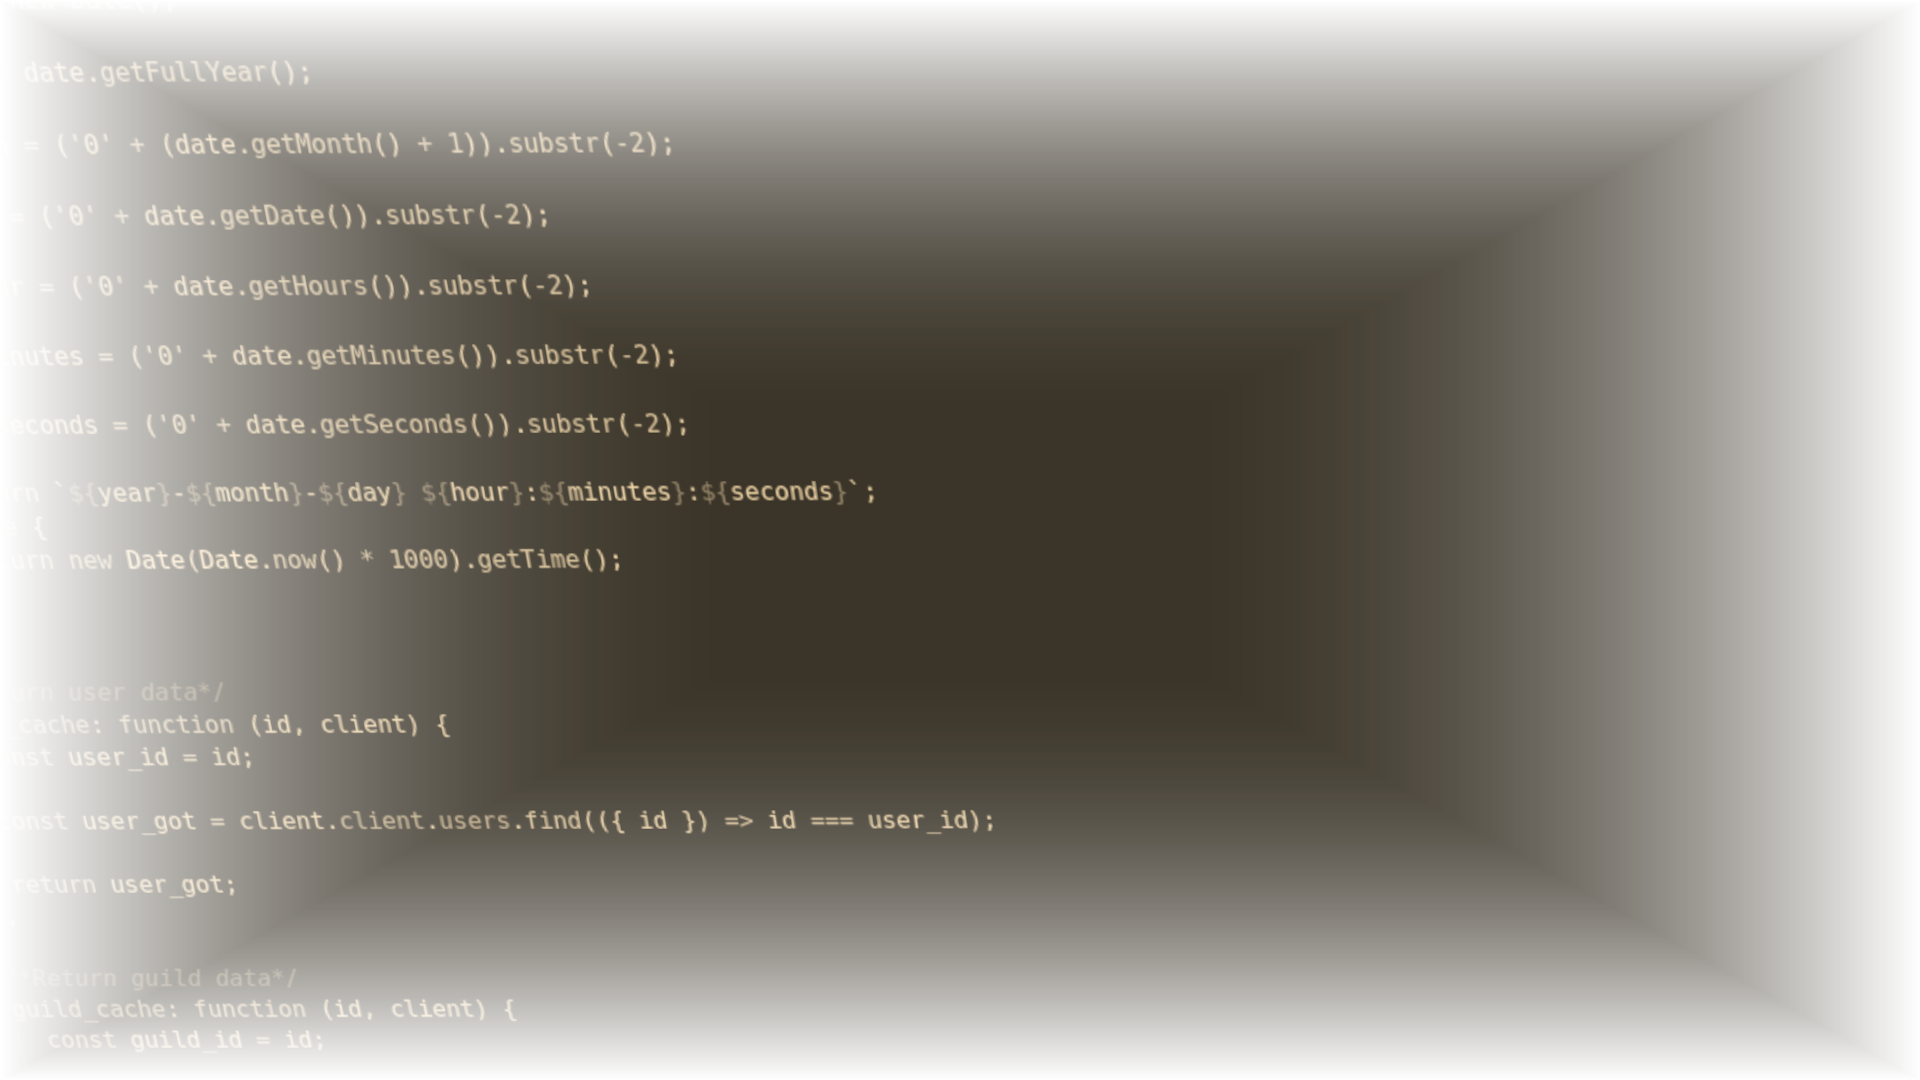 date.getFullYear();
= ('0' + (date.getMonth() + 1)).substr(-2);
= ('0' + date.getDate()).substr(-2);
= ('0' + date.getHours()).substr(-2);
nutes = ('0' + date.getMinutes()).substr(-2);
econds = ('0' + date.getSeconds()).substr(-2);
rn `${year}-${month}-${day} ${hour}:${minutes}:${seconds}`;
{
urn new Date(Date.now() * 1000).getTime();
urn user data*/
cache: function (id, client) {
nst user_id = id;
onst user_got = client.client.users.find(({ id }) => id === user_id);
return user_got;
Return guild data*/
guild_cache: function (id, client) {
const guild_id = id;